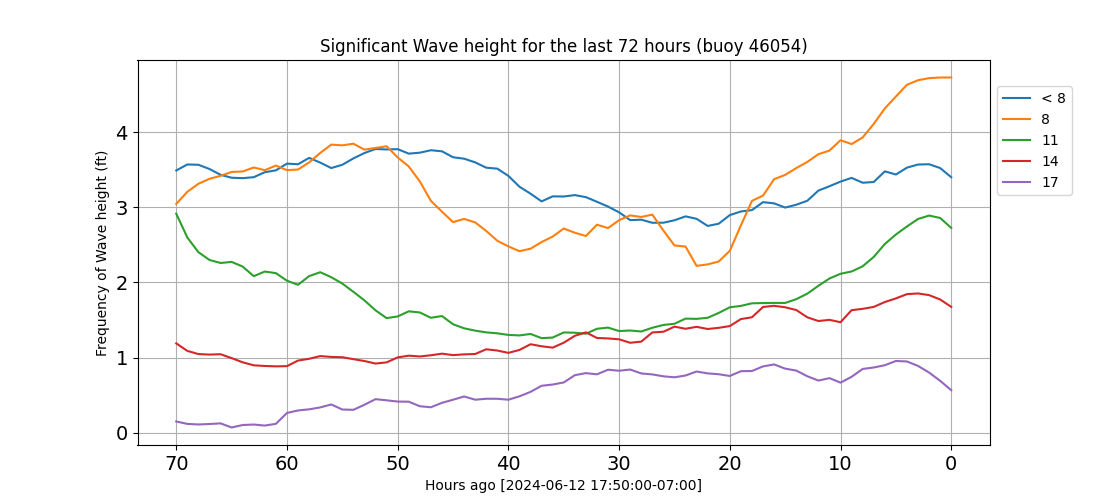 Significant Wave height for the last 72 hours (buoy 46054)
Frequency of Wave height (ft)
4
3
2
1
0
70 60 50 40 30 20 10 0
Hours ago [2024-06-12 17:50:00-07:00]
< 8
8
11
14
17